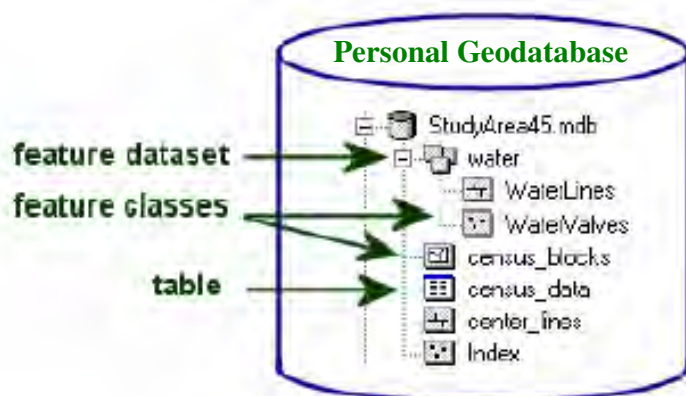 Personal Geodatabase
StudyArea45.mdb
feature dataset
water
WaterLines
feature classes
WaterValves
census_blocks
table
census_data
center_lines
Index